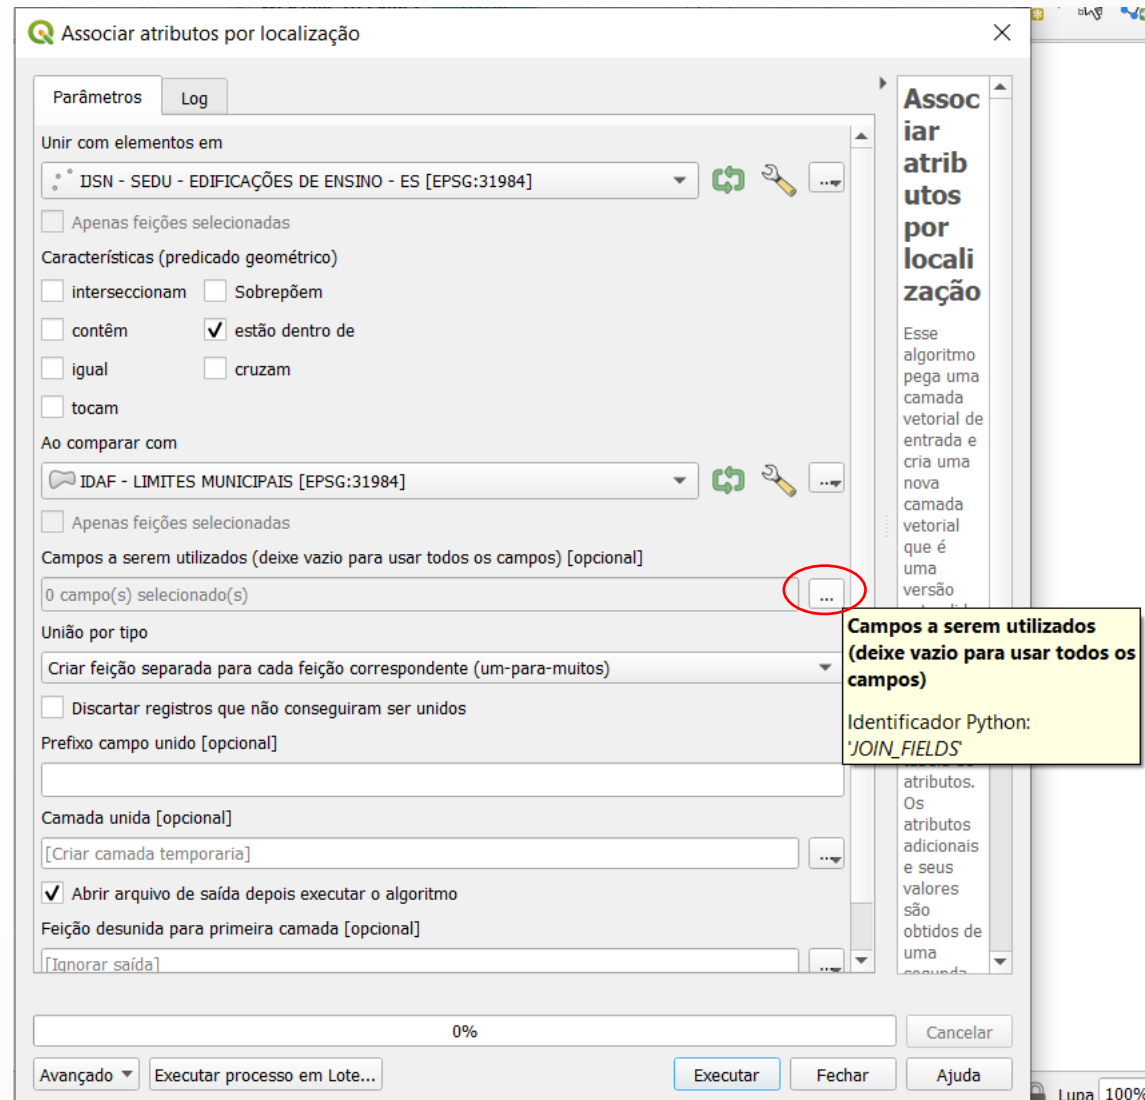 Associar atributos por localização
Parâmetros
Log
Unir com elementos em
IJSN - SEDU - EDIFICAÇÕES DE ENSINO - ES [EPSG:31984]
...
Apenas feições selecionadas
Características (predicado geométrico)
interseccionam
Sobrepõem
contêm
estão dentro de
igual
cruzam
tocam
Ao comparar com
IDAF - LIMITES MUNICIPAIS [EPSG:31984]
...
Apenas feições selecionadas
Campos a serem utilizados (deixe vazio para usar todos os campos) [opcional]
0 campo(s) selecionado(s)
...
União por tipo
Criar feição separada para cada feição correspondente (um-para-muitos)
Discartar registros que não conseguiram ser unidos
Prefixo campo unido [opcional]
Camada unida [opcional]
[Criar camada temporaria]
...
Abrir arquivo de saída depois executar o algoritmo
Feição desunida para primeira camada [opcional]
[Ignorar saída]
...
Assoc
iar
atrib
utos
por
locali
zação
Esse
algoritmo
pega uma
camada
vetorial de
entrada e
cria uma
nova
camada
vetorial
que é
uma
versão
Campos a serem utilizados
(deixe vazio para usar todos os
campos)
Identificador Python:
'JOIN_FIELDS'
atributos.
Os
atributos
adicionais
e seus
valores
são
obtidos de
uma
segunda
0%
Cancelar
Avançado
Executar processo em Lote...
Executar
Fechar
Ajuda
Lupa 100%